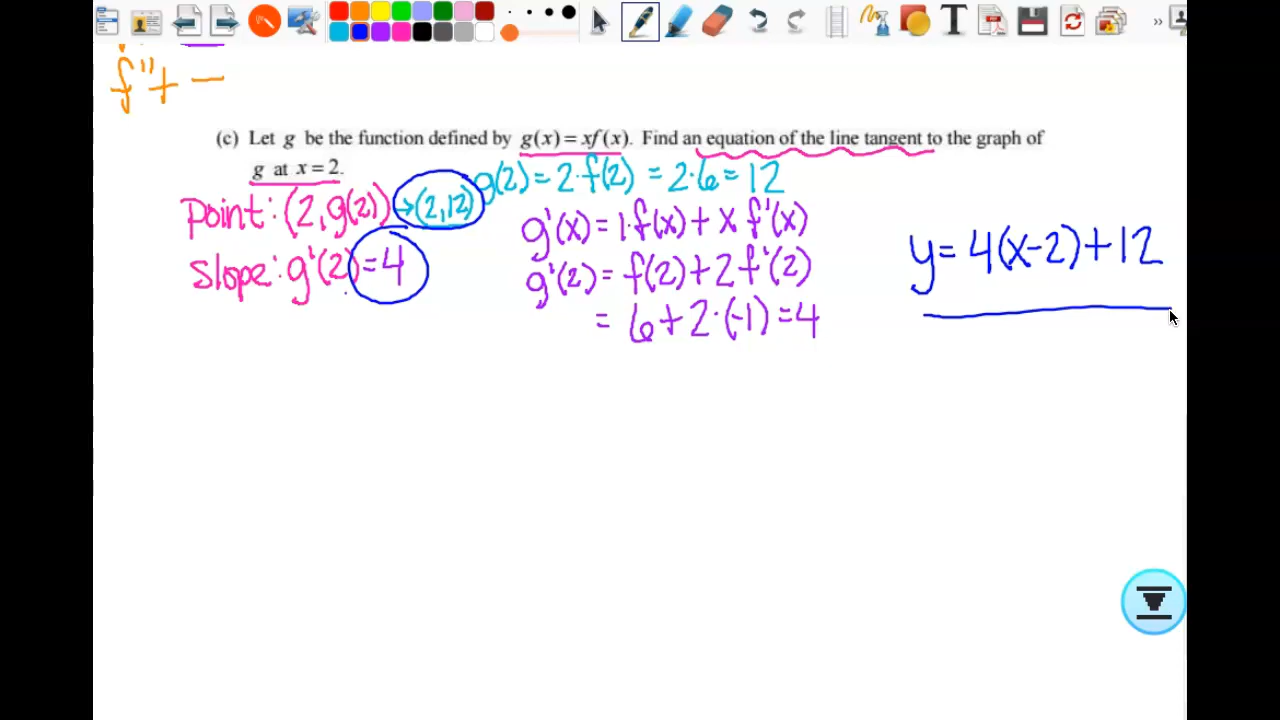 f'' + −
(c) Let g be the function defined by g(x) = xf(x). Find an equation of the line tangent to the graph of
g at x = 2.
g(2) = 2·f(2) = 2·6 = 12
Point: (2, g(2)) → (2,12)
Slope: g'(2) = 4
g'(x) = 1·f(x) + x f'(x)
g'(2) = f(2) + 2 f'(2)
= 6 + 2·(-1) = 4
y = 4(x-2) + 12